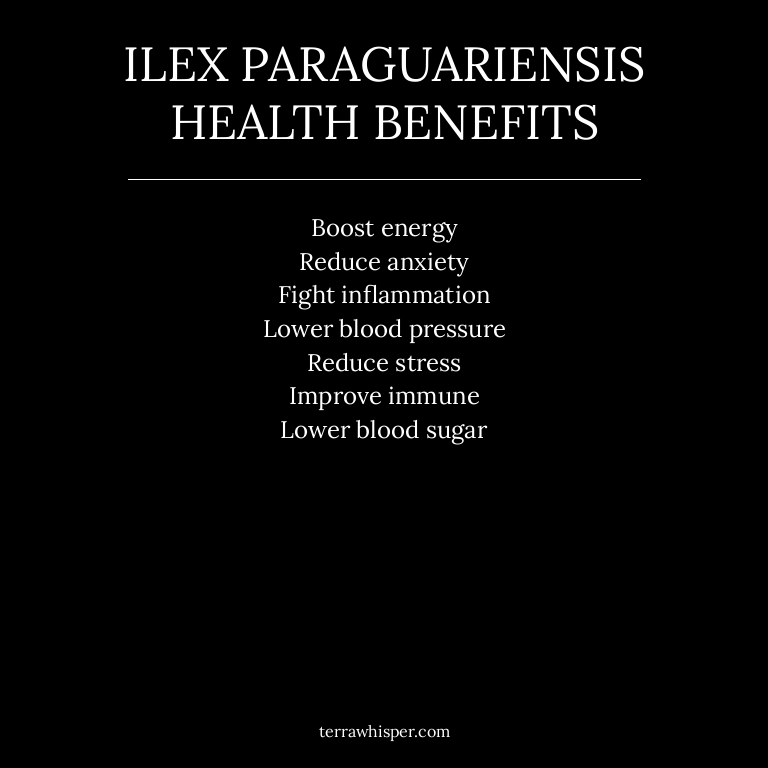 ILEX PARAGUARIENSIS
HEALTH BENEFITS
Boost energy
Reduce anxiety
Fight inflammation
Lower blood pressure
Reduce stress
Improve immune
Lower blood sugar
terrawhisper.com